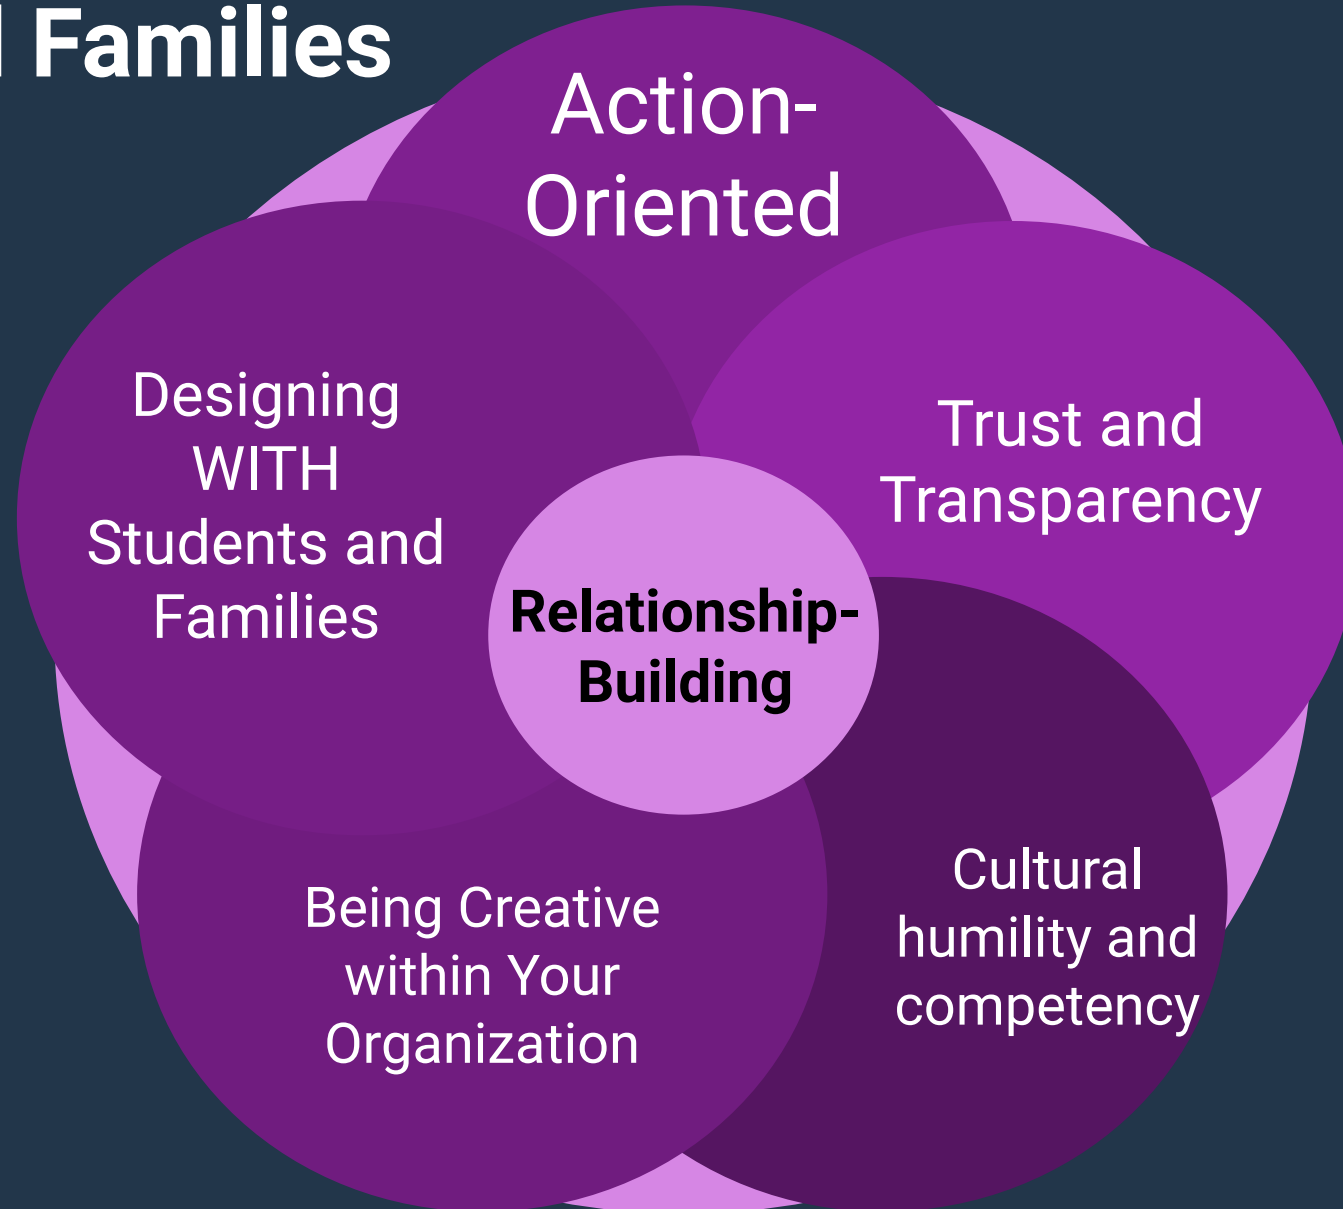 Families
Action-
Oriented
Designing
WITH
Students and
Families
Trust and
Transparency
Relationship-
Building
Being Creative
within Your
Organization
Cultural
humility and
competency